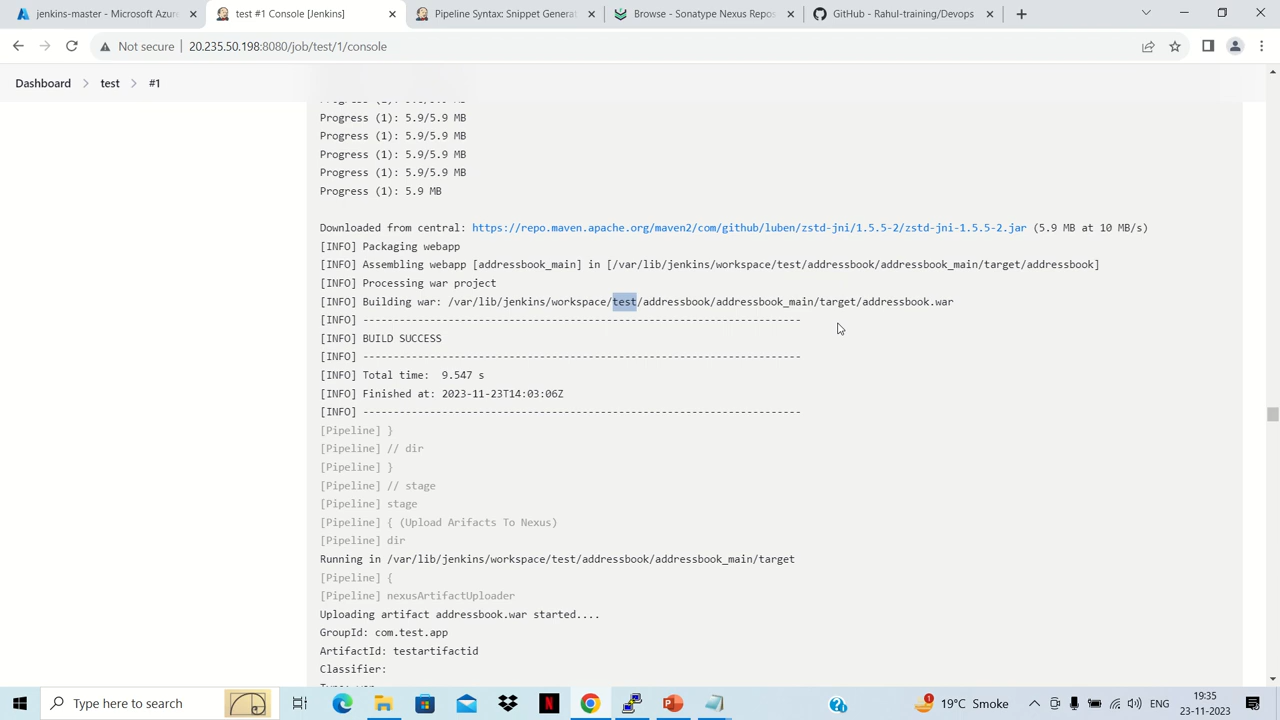 jenkins-master - Microsoft Azur
test #1 Console [Jenkins]
Pipeline Syntax: Snippet Generat
Browse - Sonatype Nexus Repos
GitHub - Rahul-training/Devops
Not secure
20.235.50.198:8080/job/test/1/console
Dashboard
test
#1
Progress (1): 5.9/5.9 MB
Progress (1): 5.9/5.9 MB
Progress (1): 5.9/5.9 MB
Progress (1): 5.9/5.9 MB
Progress (1): 5.9/5.9 MB
Progress (1): 5.9 MB
Downloaded from central: https://repo.maven.apache.org/maven2/com/github/luben/zstd-jni/1.5.5-2/zstd-jni-1.5.5-2.jar (5.9 MB at 10 MB/s)
[INFO] Packaging webapp
[INFO] Assembling webapp [addressbook_main] in [/var/lib/jenkins/workspace/test/addressbook/addressbook_main/target/addressbook]
[INFO] Processing war project
[INFO] Building war: /var/lib/jenkins/workspace/test/addressbook/addressbook_main/target/addressbook.war
[INFO] ------------------------------------------------------------------------
[INFO] BUILD SUCCESS
[INFO] ------------------------------------------------------------------------
[INFO] Total time:  9.547 s
[INFO] Finished at: 2023-11-23T14:03:06Z
[INFO] ------------------------------------------------------------------------
[Pipeline] }
[Pipeline] // dir
[Pipeline] }
[Pipeline] // stage
[Pipeline] stage
[Pipeline] { (Upload Arifacts To Nexus)
[Pipeline] dir
Running in /var/lib/jenkins/workspace/test/addressbook/addressbook_main/target
[Pipeline] {
[Pipeline] nexusArtifactUploader
Uploading artifact addressbook.war started....
GroupId: com.test.app
ArtifactId: testartifactid
Classifier:
Type here to search
1
19°C Smoke
ENG
19:35
23-11-2023